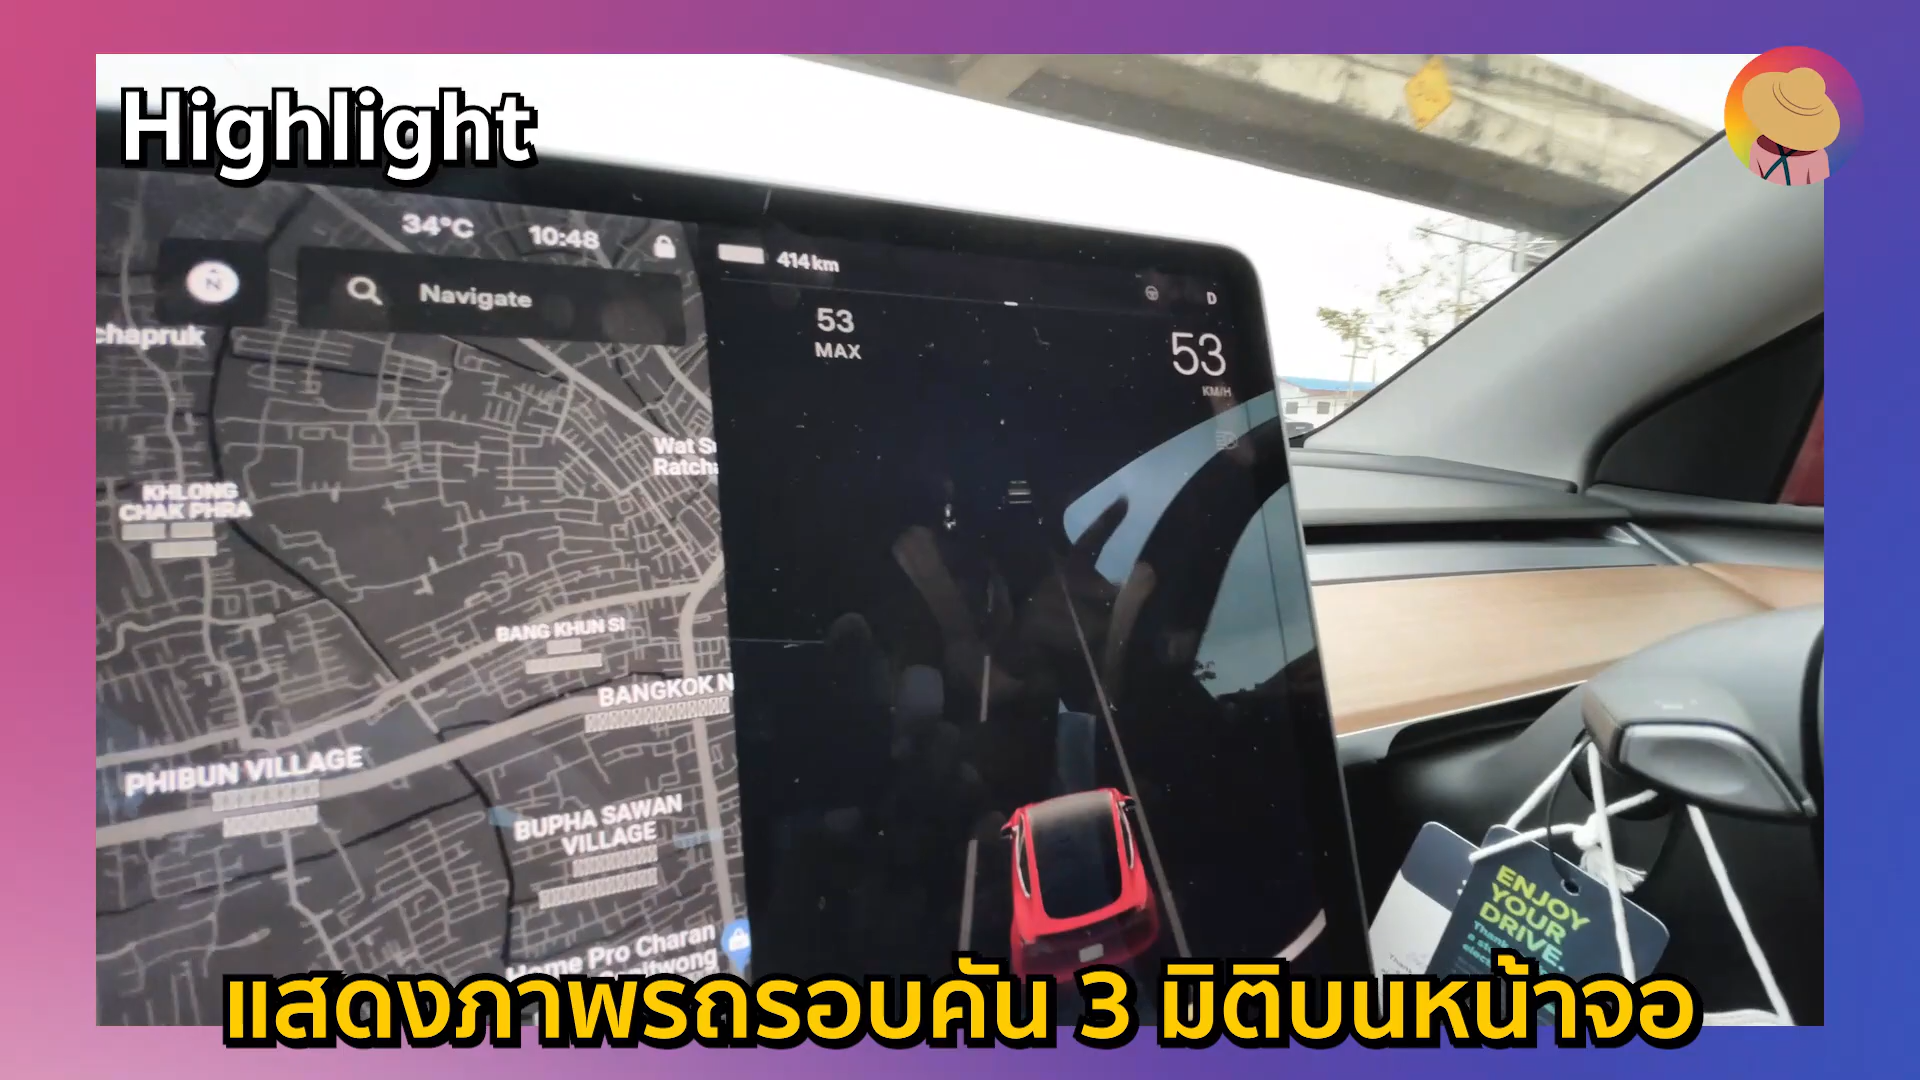 Highlight
34°C
10:48
N
Navigate
414km
D
53
MAX
53
KM/H
chapruk
Wat
KHLONG
CHAK PHRA
BANG KHUN SI
BANGKOK N
PHIBUN VILLAGE
BUPHA SAWAN
VILLAGE
Home Pro Charan
ENJOY
YOUR
DRIVE.
แสดงภาพรถรอบคัน 3 มิติบนหน้าจอ